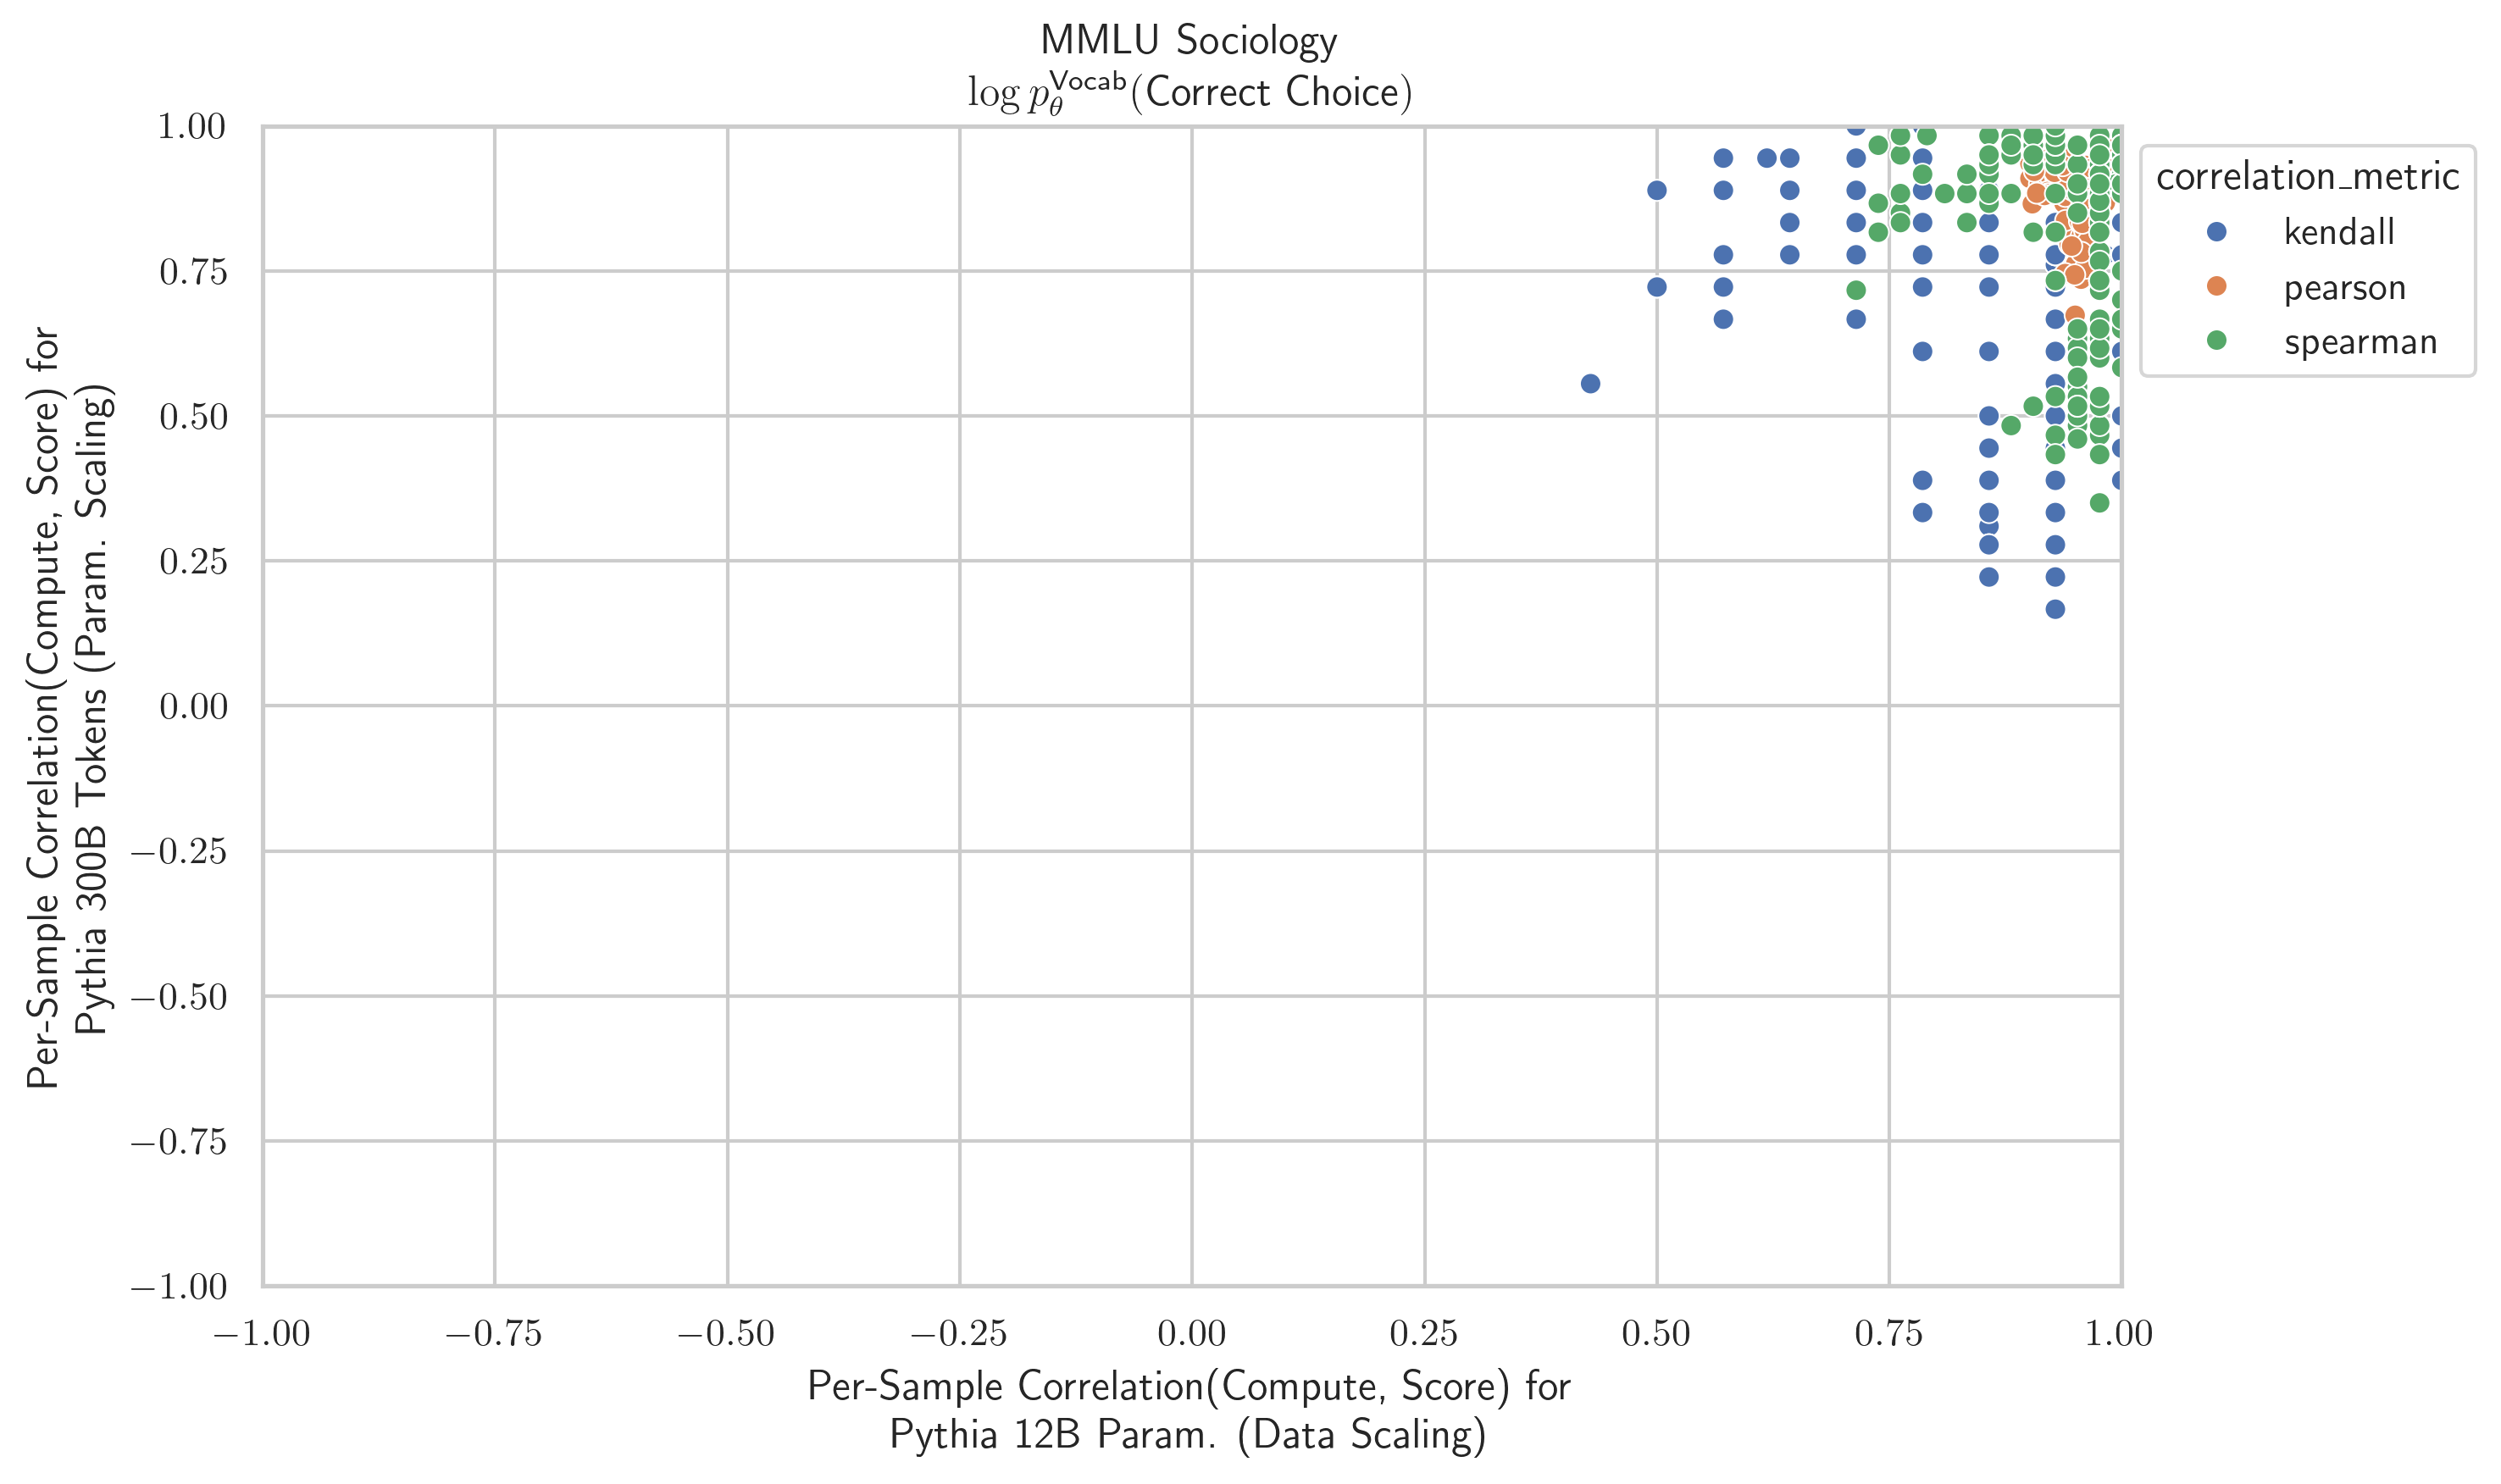 MMLU Sociology
log p_θ^Vocab(Correct Choice)
Per-Sample Correlation(Compute, Score) for
Pythia 300B Tokens (Param. Scaling)
1.00
0.75
0.50
0.25
0.00
−0.25
−0.50
−0.75
−1.00
correlation_metric
kendall
pearson
spearman
−1.00
−0.75
−0.50
−0.25
0.00
0.25
0.50
0.75
1.00
Per-Sample Correlation(Compute, Score) for
Pythia 12B Param. (Data Scaling)